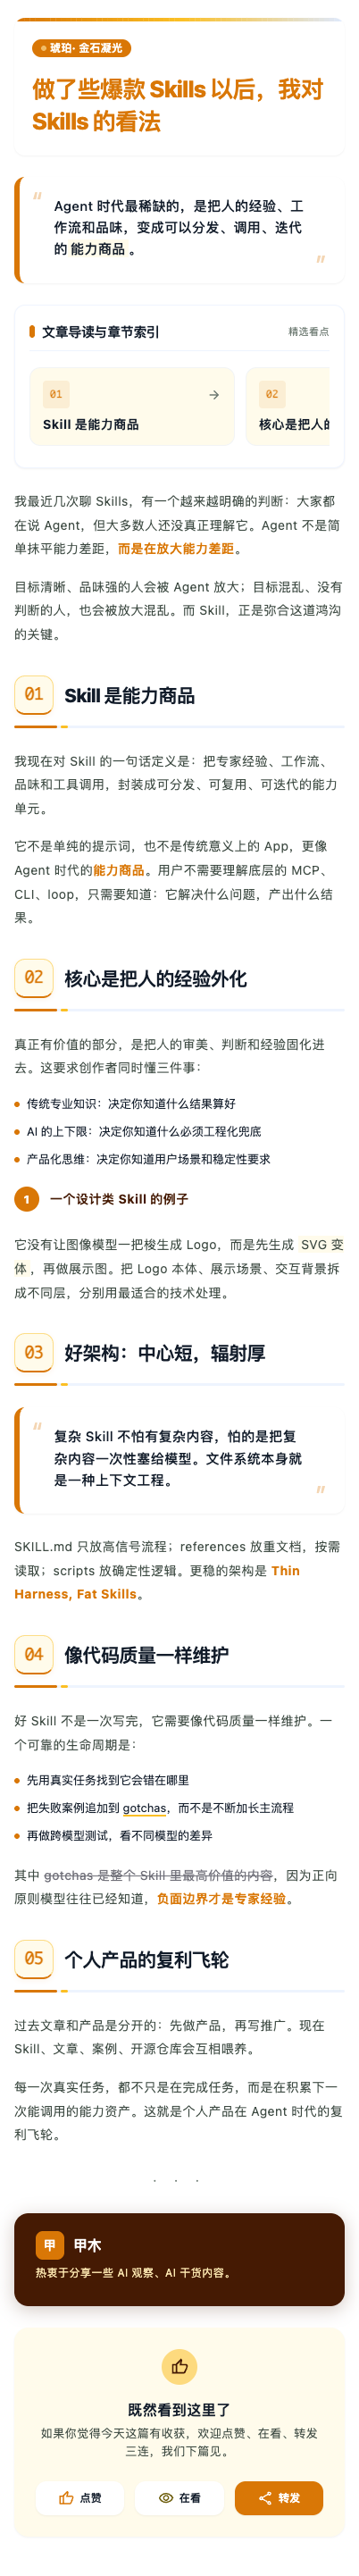 琥珀· 金石凝光
做了些爆款 Skills 以后，我对
Skills 的看法
"
Agent 时代最稀缺的，是把人的经验、工
作流和品味，变成可以分发、调用、迭代
的 能力商品 。
"
文章导读与章节索引
精选看点
01
→
Skill 是能力商品
02
核心是把人的
我最近几次聊 Skills，有一个越来越明确的判断：大家都
在说 Agent，但大多数人还没真正理解它。Agent 不是简
单抹平能力差距，而是在放大能力差距。
目标清晰、品味强的人会被 Agent 放大；目标混乱、没有
判断的人，也会被放大混乱。而 Skill，正是弥合这道鸿沟
的关键。
01
Skill 是能力商品
我现在对 Skill 的一句话定义是：把专家经验、工作流、
品味和工具调用，封装成可分发、可复用、可迭代的能力
单元。
它不是单纯的提示词，也不是传统意义上的 App，更像
Agent 时代的能力商品。用户不需要理解底层的 MCP、
CLI、loop，只需要知道：它解决什么问题，产出什么结
果。
02
核心是把人的经验外化
真正有价值的部分，是把人的审美、判断和经验固化进
去。这要求创作者同时懂三件事：
传统专业知识：决定你知道什么结果算好
AI 的上下限：决定你知道什么必须工程化兜底
产品化思维：决定你知道用户场景和稳定性要求
1
一个设计类 Skill 的例子
它没有让图像模型一把梭生成 Logo，而是先生成 SVG 变
体 ，再做展示图。把 Logo 本体、展示场景、交互背景拆
成不同层，分别用最适合的技术处理。
03
好架构：中心短，辐射厚
"
复杂 Skill 不怕有复杂内容，怕的是把复
杂内容一次性塞给模型。文件系统本身就
是一种上下文工程。
"
SKILL.md 只放高信号流程；references 放重文档，按需
读取；scripts 放确定性逻辑。更稳的架构是 Thin
Harness, Fat Skills。
04
像代码质量一样维护
好 Skill 不是一次写完，它需要像代码质量一样维护。一
个可靠的生命周期是：
先用真实任务找到它会错在哪里
把失败案例追加到 gotchas，而不是不断加长主流程
再做跨模型测试，看不同模型的差异
其中 gotchas 是整个 Skill 里最高价值的内容，因为正向
原则模型往往已经知道，负面边界才是专家经验。
05
个人产品的复利飞轮
过去文章和产品是分开的：先做产品，再写推广。现在
Skill、文章、案例、开源仓库会互相喂养。
每一次真实任务，都不只是在完成任务，而是在积累下一
次能调用的能力资产。这就是个人产品在 Agent 时代的复
利飞轮。
· · ·
甲
甲木
热衷于分享一些 AI 观察、AI 干货内容。
既然看到这里了
如果你觉得今天这篇有收获，欢迎点赞、在看、转发
三连，我们下篇见。
点赞
在看
转发